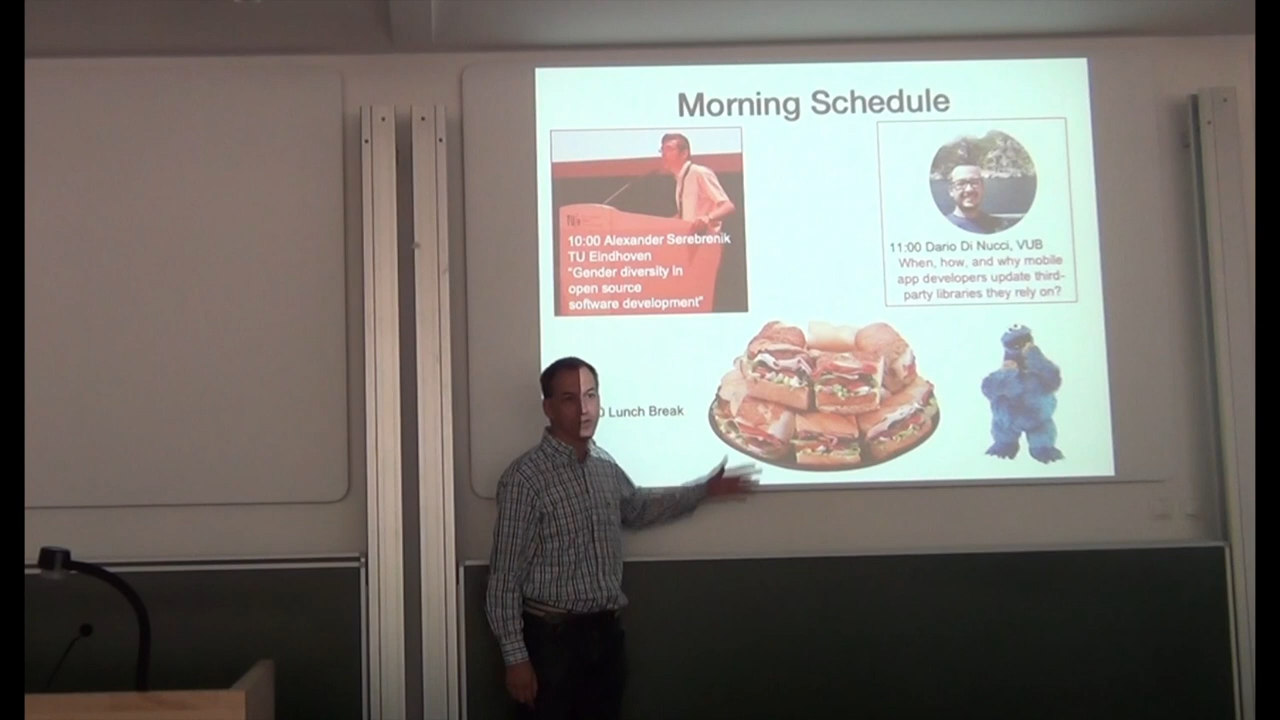 Morning Schedule
10:00 Alexander Serebrenik
TU Eindhoven
"Gender diversity in
open source
software development"
11:00 Dario Di Nucci, VUB
When, how, and why mobile
app developers update third-
party libraries they rely on?
Lunch Break